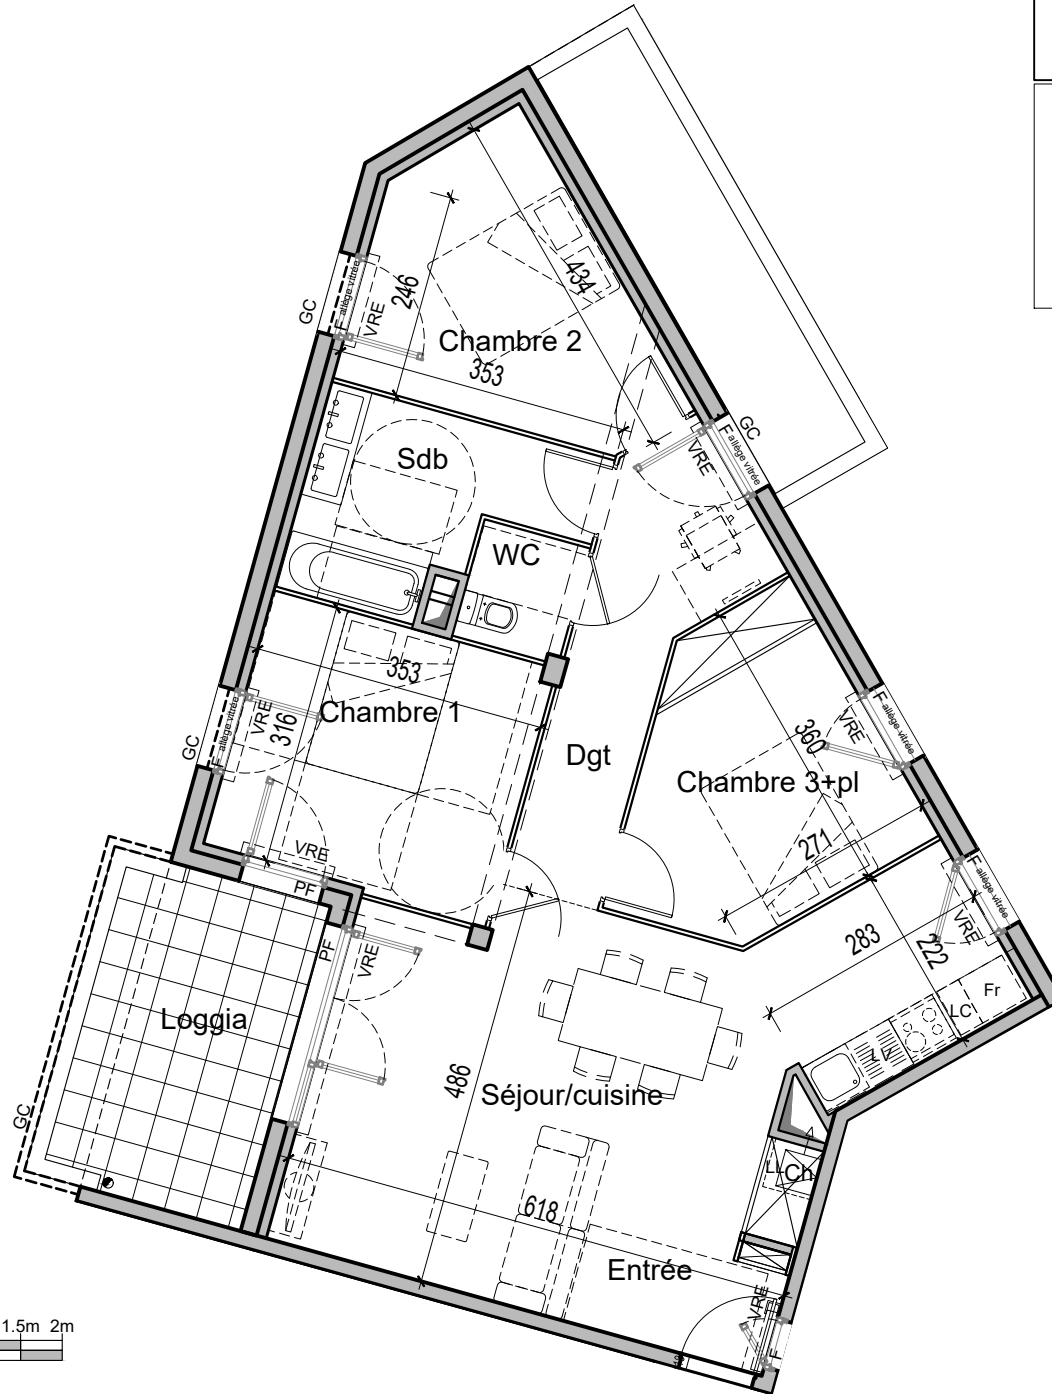 GC
F allège vitrée
VRE
246
434
Chambre 2
353
GC
F allège vitrée
VRE
Sdb
WC
353
Chambre 1
316
GC
F allège vitrée
VRE
Dgt
360
Chambre 3+pl
271
VRE
F allège vitrée
VRE
PF
PF
VRE
283
222
F allège vitrée
VRE
Fr
LC
LV
Loggia
GC
486
Séjour/cuisine
LL
Ch
618
Entrée
VRE
F
1.5m 2m